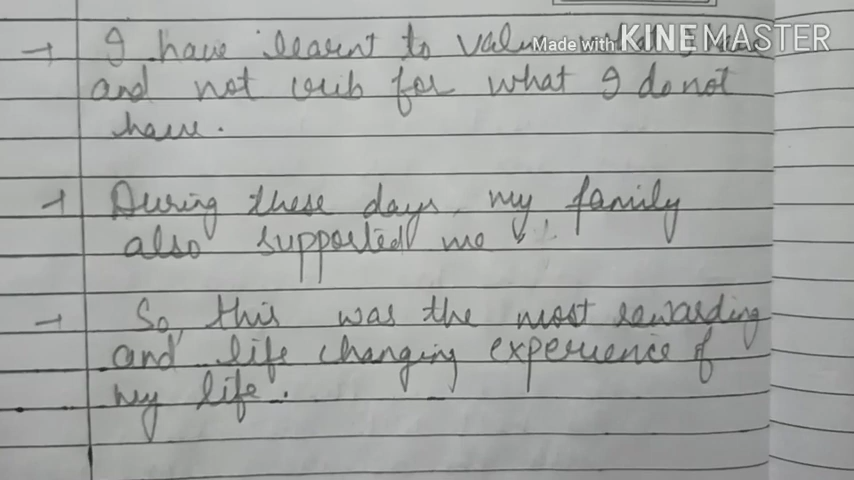 Made with KINEMASTER
→ I have learnt to value
and not crib for what I do not
have.
→ During these days, my family
also supported me
→ So, this was the most rewarding
and life changing experience of
my life.